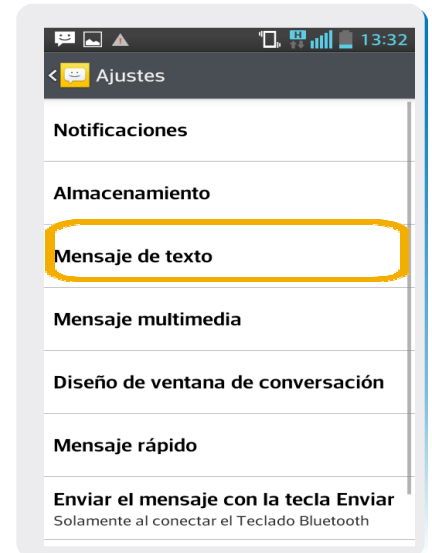 13:32
Ajustes
Notificaciones
Almacenamiento
Mensaje de texto
Mensaje multimedia
Diseño de ventana de conversación
Mensaje rápido
Enviar el mensaje con la tecla Enviar
Solamente al conectar el Teclado Bluetooth